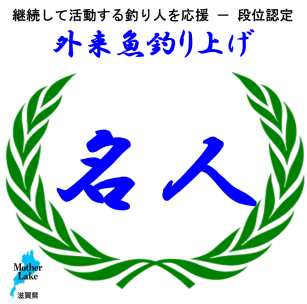 継続して活動する釣り人を応援 － 段位認定
外来魚釣り上げ
名人
Mother
Lake
滋賀県